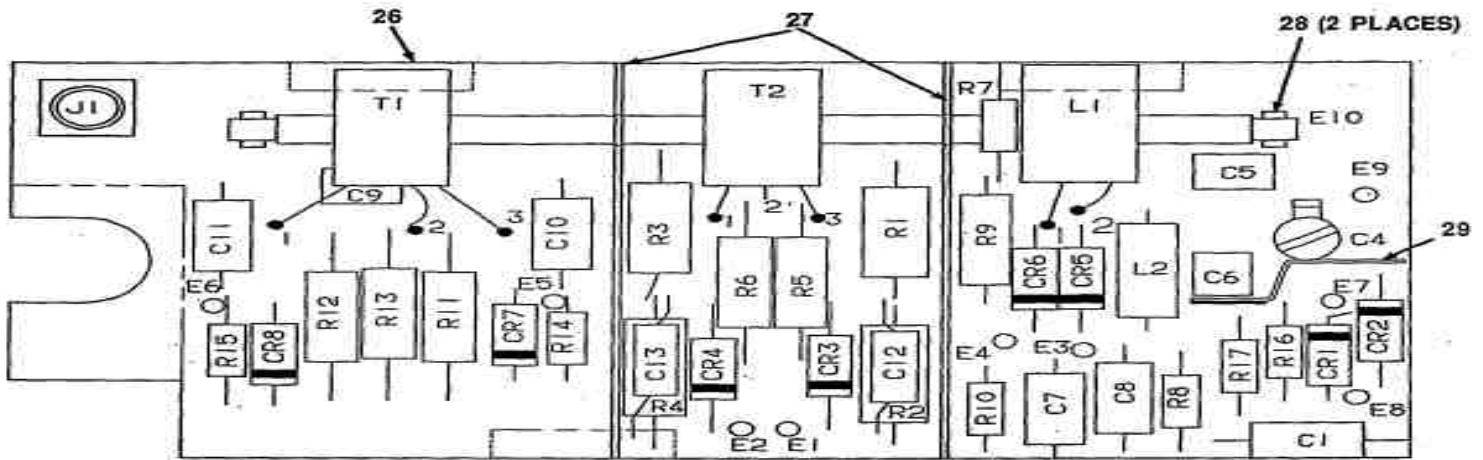 26
27
28 (2 PLACES)
J1
T1
T2
R7
L1
E10
C9
C5
E9
C11
1
2
3
C10
R3
1
2
3
R1
R9
2
L2
C4
29
C6
CR6
CR5
E6
R12
R13
R11
E5
R6
R5
E7
R15
CR8
CR7
R14
C13
CR4
CR3
C12
E4
E3
R17
R16
CR1
CR2
R4
R2
R10
C7
C8
R8
E8
E2
E1
C1